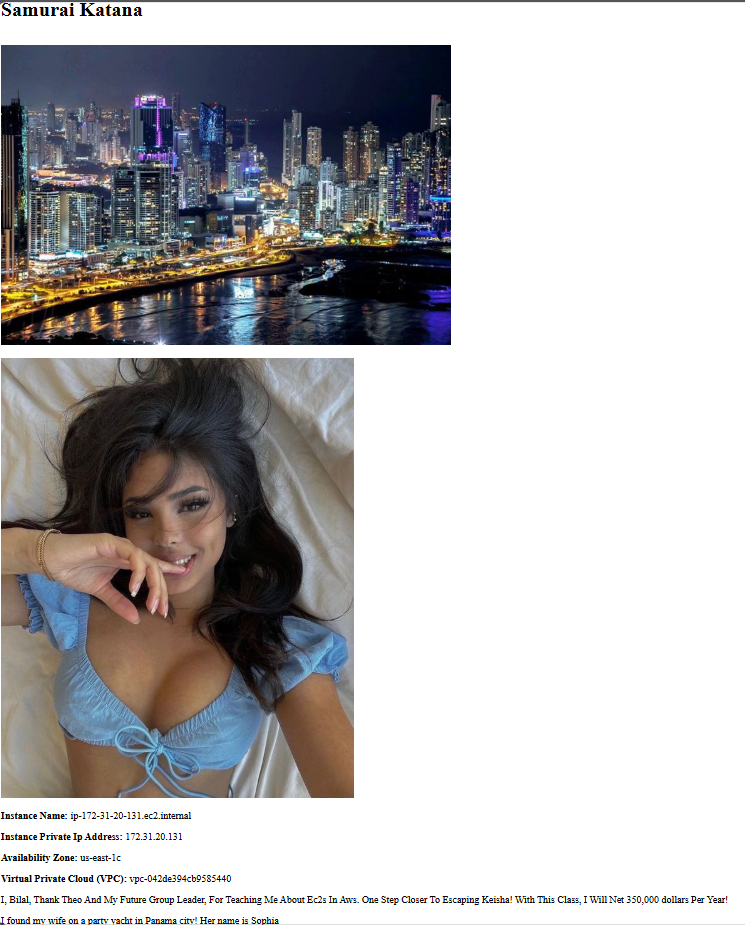 Samurai Katana
Instance Name: ip-172-31-20-131.ec2.internal
Instance Private Ip Address: 172.31.20.131
Availability Zone: us-east-1c
Virtual Private Cloud (VPC): vpc-042de394cb9585440
I, Bilal, Thank Theo And My Future Group Leader, For Teaching Me About Ec2s In Aws. One Step Closer To Escaping Keisha! With This Class, I Will Net 350,000 dollars Per Year!
I found my wife on a party yacht in Panama city! Her name is Sophia